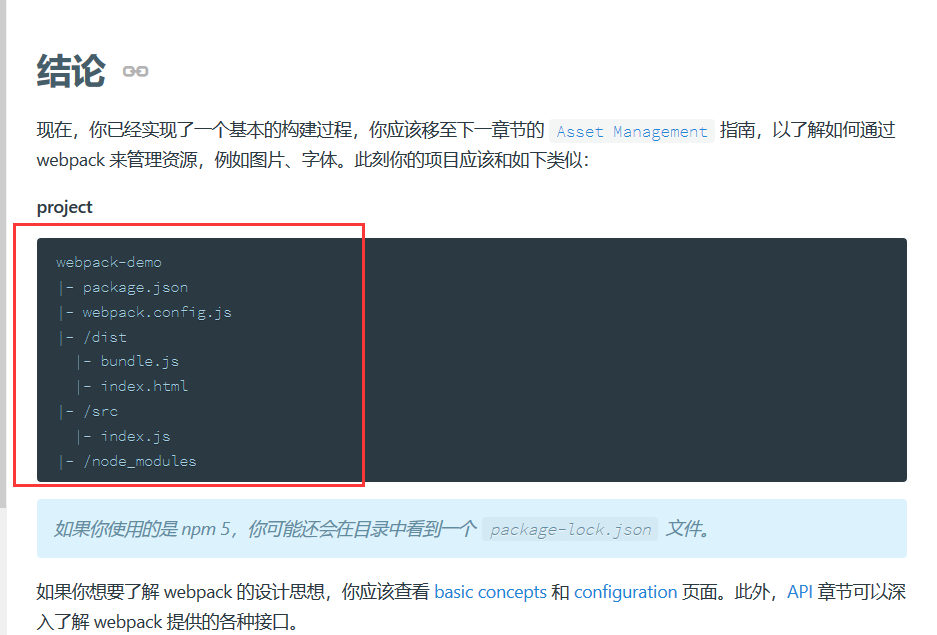 结论
现在，你已经实现了一个基本的构建过程，你应该移至下一章节的 Asset Management 指南，以了解如何通过
webpack 来管理资源，例如图片、字体。此刻你的项目应该和如下类似：
project
webpack-demo
|- package.json
|- webpack.config.js
|- /dist
|- bundle.js
|- index.html
|- /src
|- index.js
|- /node_modules
如果你使用的是 npm 5，你可能还会在目录中看到一个 package-lock.json 文件。
如果你想要了解 webpack 的设计思想，你应该查看 basic concepts 和 configuration 页面。此外，API 章节可以深
入了解 webpack 提供的各种接口。